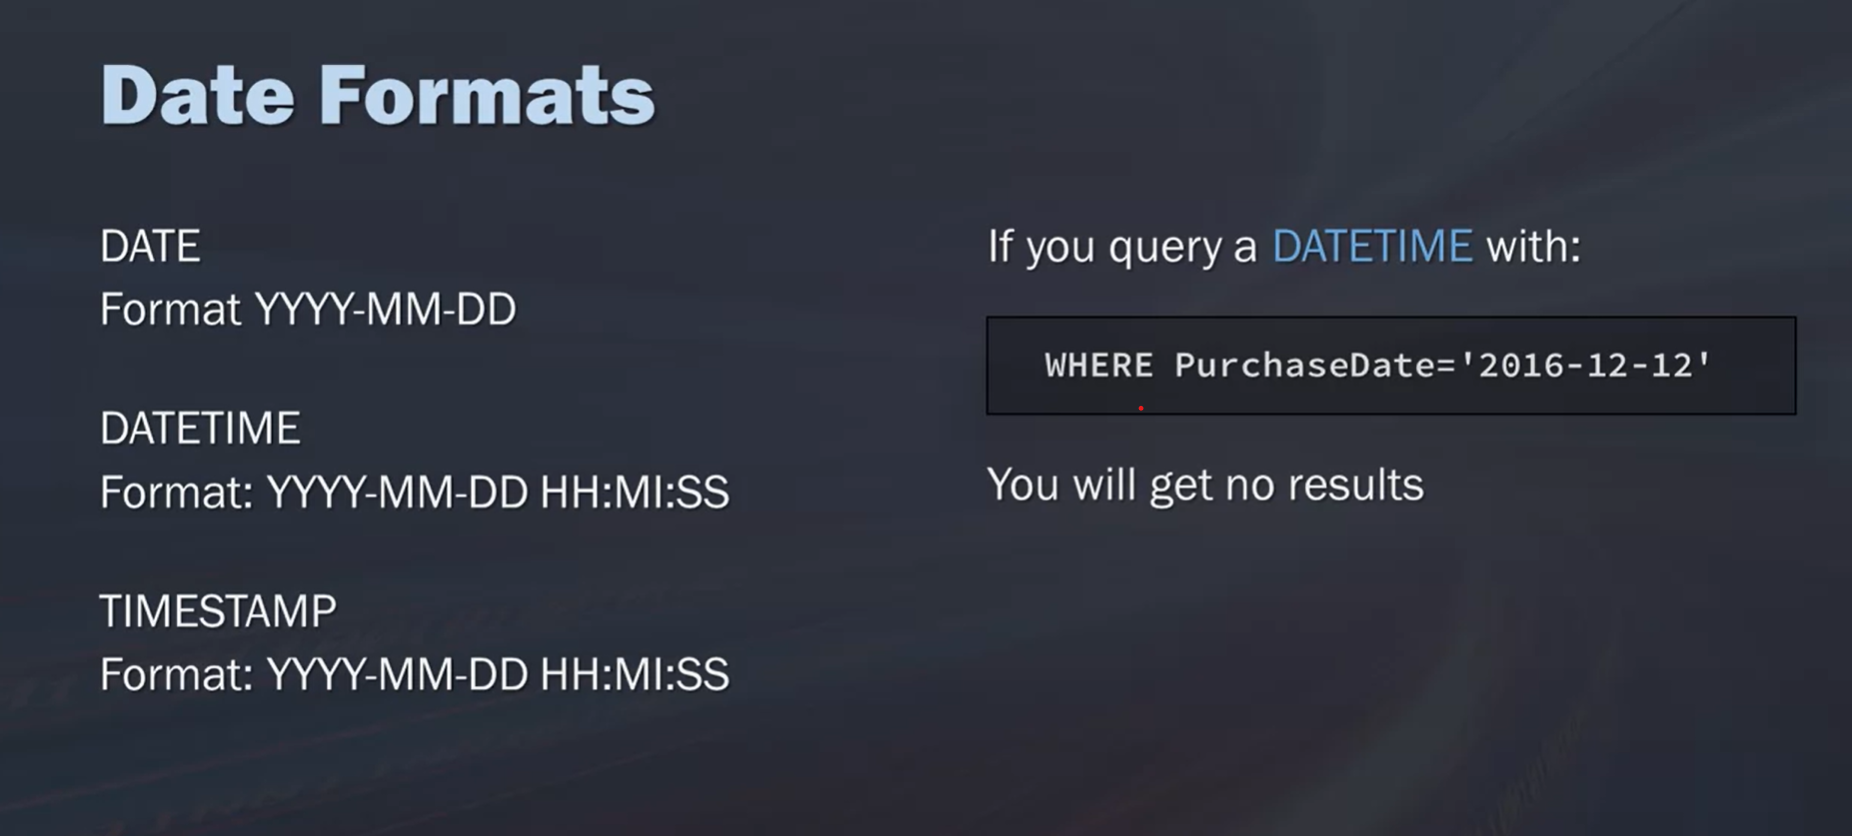 Date Formats
DATE
Format YYYY-MM-DD
DATETIME
Format: YYYY-MM-DD HH:MI:SS
TIMESTAMP
Format: YYYY-MM-DD HH:MI:SS
If you query a DATETIME with:
WHERE PurchaseDate='2016-12-12'
You will get no results